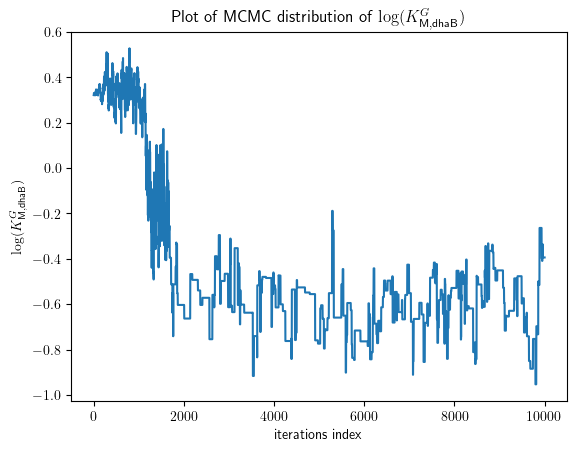 Plot of MCMC distribution of log(K^G_M,dhaB)
log(K^G_M,dhaB)
0.6
0.4
0.2
0.0
−0.2
−0.4
−0.6
−0.8
−1.0
0 2000 4000 6000 8000 10000
iterations index